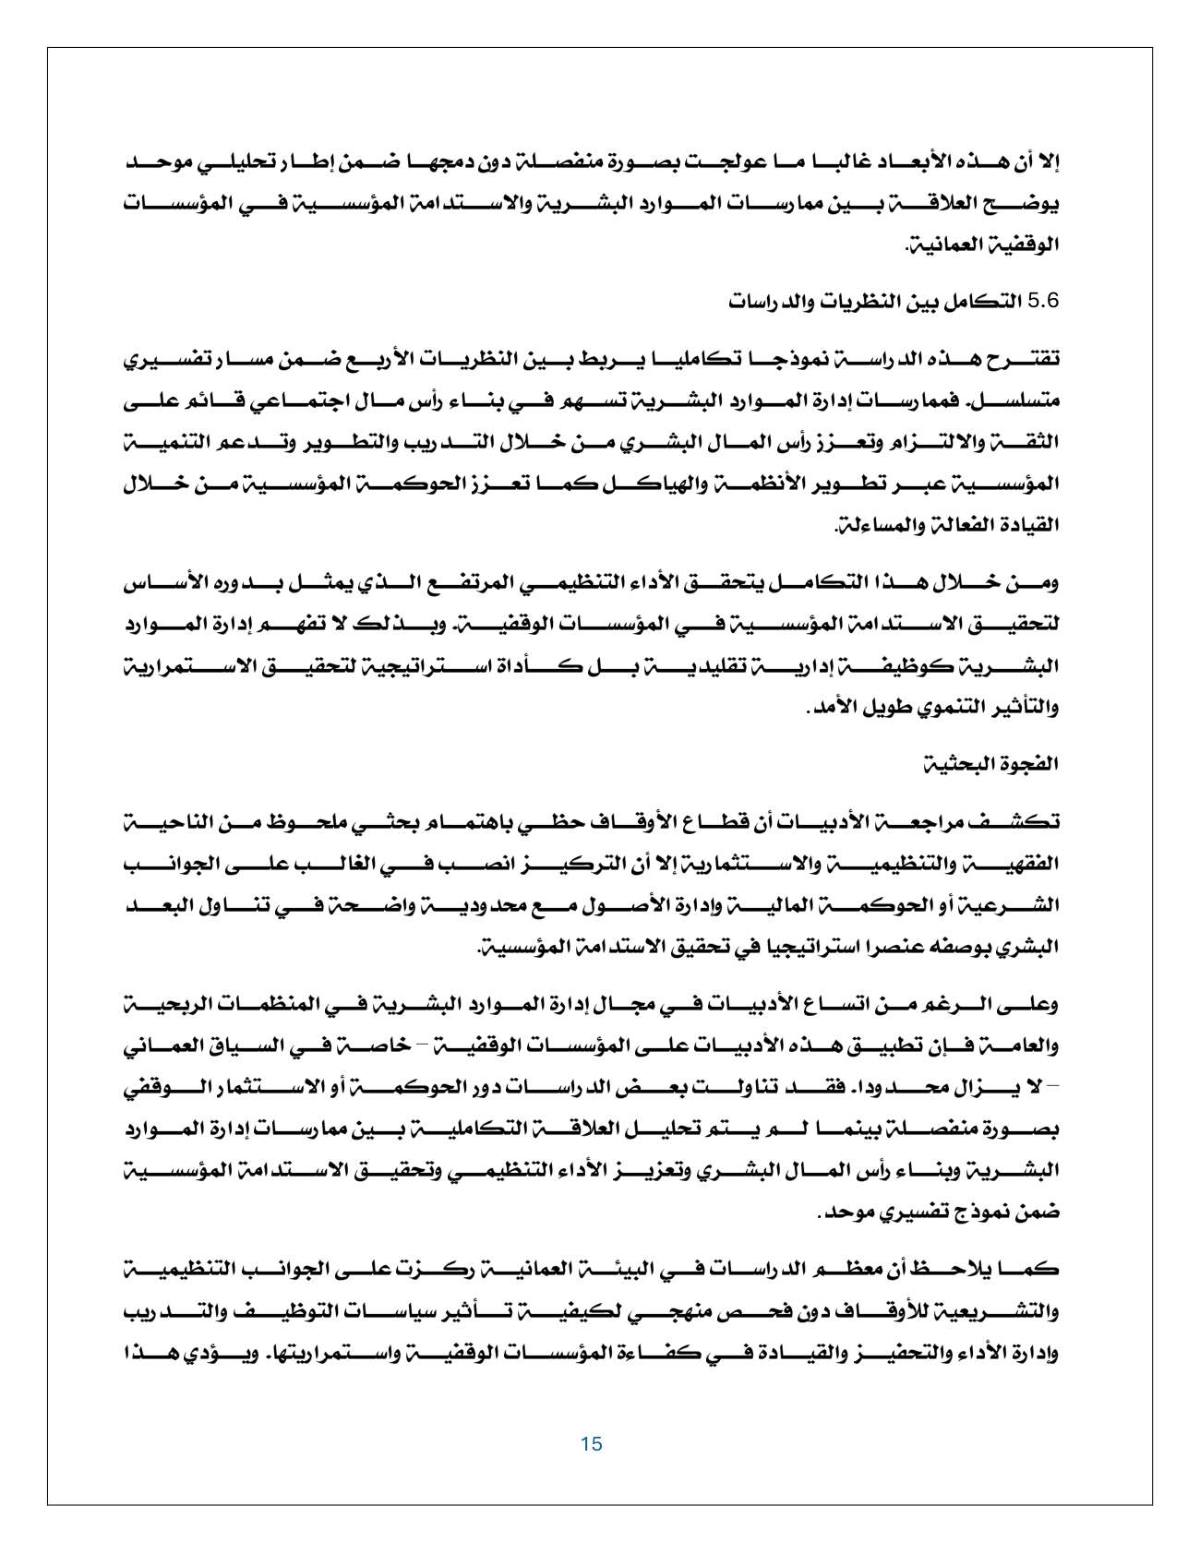 إلا أن هذه الأبعاد غالبا ما عولجت بصورة منفصلة دون دمجها ضمن إطار تحليلي موحد
يوضح العلاقة بين ممارسات الموارد البشرية والاستدامة المؤسسية في المؤسسات
الوقفية العمانية.
5.6 التكامل بين النظريات والدراسات
تقترح هذه الدراسة نموذجا تكامليا يربط بين النظريات الأربع ضمن مسار تفسيري
متسلسل. فممارسات إدارة الموارد البشرية تسهم في بناء رأس مال اجتماعي قائم على
الثقة والالتزام وتعزز رأس المال البشري من خلال التدريب والتطوير وتدعم التنمية
المؤسسية عبر تطوير الأنظمة والهياكل كما تعزز الحوكمة المؤسسية من خلال
القيادة الفعالة والمساءلة.
ومن خلال هذا التكامل يتحقق الأداء التنظيمي المرتفع الذي يمثل بدوره الأساس
لتحقيق الاستدامة المؤسسية في المؤسسات الوقفية. وبذلك لا تفهم إدارة الموارد
البشرية كوظيفة إدارية تقليدية بل كأداة استراتيجية لتحقيق الاستمرارية
والتأثير التنموي طويل الأمد.
الفجوة البحثية
تكشف مراجعة الأدبيات أن قطاع الأوقاف حظي باهتمام بحثي ملحوظ من الناحية
الفقهية والتنظيمية والاستثمارية إلا أن التركيز انصب في الغالب على الجوانب
الشرعية أو الحوكمة المالية وإدارة الأصول مع محدودية واضحة في تناول البعد
البشري بوصفه عنصرا استراتيجيا في تحقيق الاستدامة المؤسسية.
وعلى الرغم من اتساع الأدبيات في مجال إدارة الموارد البشرية في المنظمات الربحية
والعامة فإن تطبيق هذه الأدبيات على المؤسسات الوقفية – خاصة في السياق العماني
– لا يزال محدودا. فقد تناولت بعض الدراسات دور الحوكمة أو الاستثمار الوقفي
بصورة منفصلة بينما لم يتم تحليل العلاقة التكاملية بين ممارسات إدارة الموارد
البشرية وبناء رأس المال البشري وتعزيز الأداء التنظيمي وتحقيق الاستدامة المؤسسية
ضمن نموذج تفسيري موحد.
كما يلاحظ أن معظم الدراسات في البيئة العمانية ركزت على الجوانب التنظيمية
والتشريعية للأوقاف دون فحص منهجي لكيفية تأثير سياسات التوظيف والتدريب
وإدارة الأداء والتحفيز والقيادة في كفاءة المؤسسات الوقفية واستمراريتها. ويؤدي هذا
15